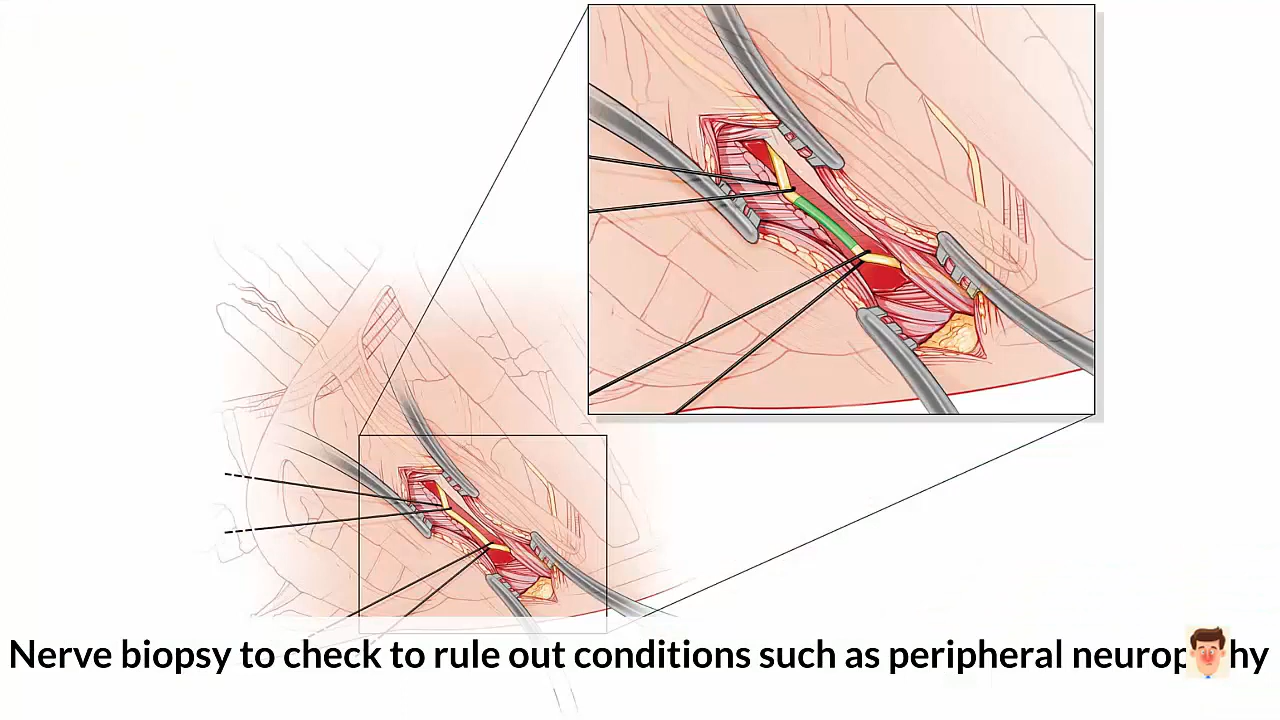 Nerve biopsy to check to rule out conditions such as peripheral